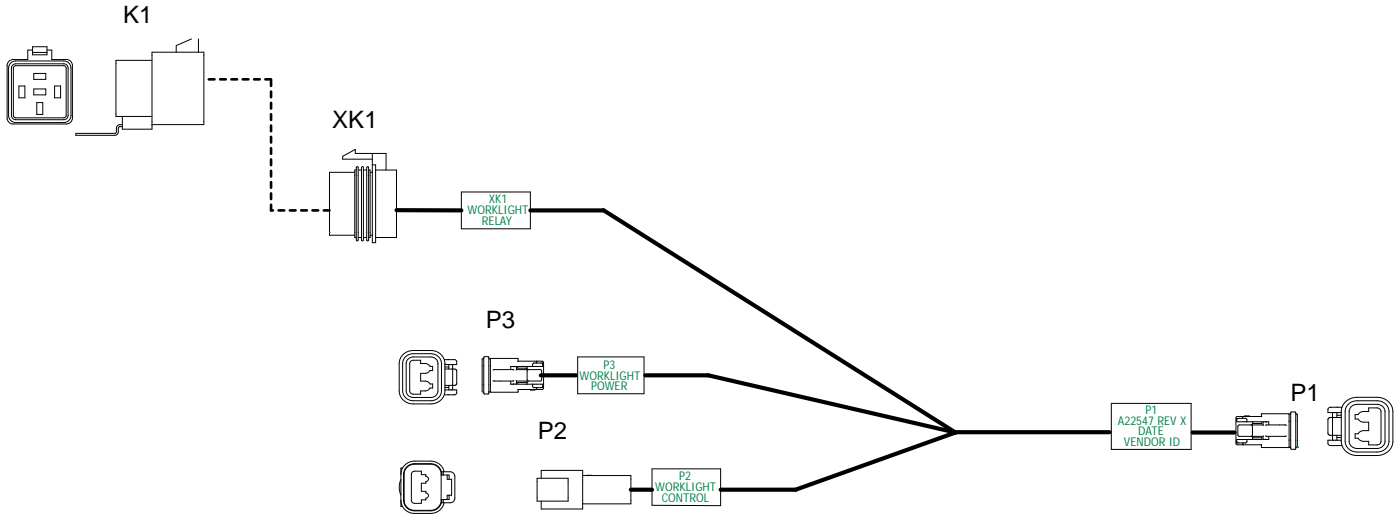 K1
XK1
XK1
WORKLIGHT
RELAY
P3
P3
WORKLIGHT
POWER
P1
P1
A22547 REV X
DATE
VENDOR ID
P2
P2
WORKLIGHT
CONTROL